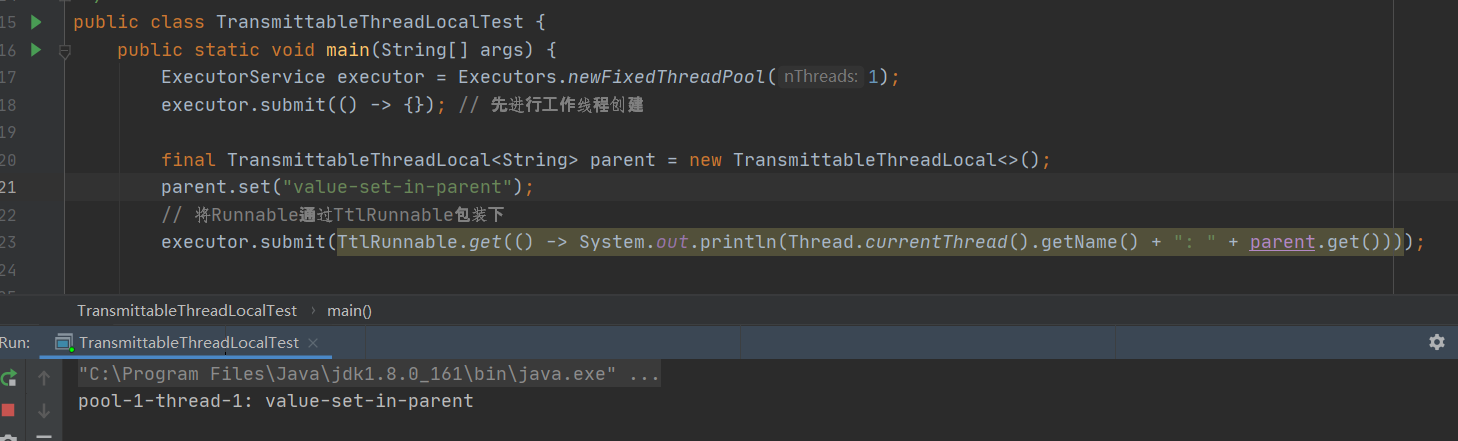 15 public class TransmittableThreadLocalTest {
16 public static void main(String[] args) {
17 ExecutorService executor = Executors.newFixedThreadPool( nThreads: 1);
18 executor.submit(() -> {}); // 先进行工作线程创建
19
20 final TransmittableThreadLocal<String> parent = new TransmittableThreadLocal<>();
21 parent.set("value-set-in-parent");
22 // 将Runnable通过TtlRunnable包装下
23 executor.submit(TtlRunnable.get(() -> System.out.println(Thread.currentThread().getName() + ": " + parent.get())));
24
TransmittableThreadLocalTest › main()
Run: TransmittableThreadLocalTest ×
"C:\Program Files\Java\jdk1.8.0_161\bin\java.exe" ...
pool-1-thread-1: value-set-in-parent